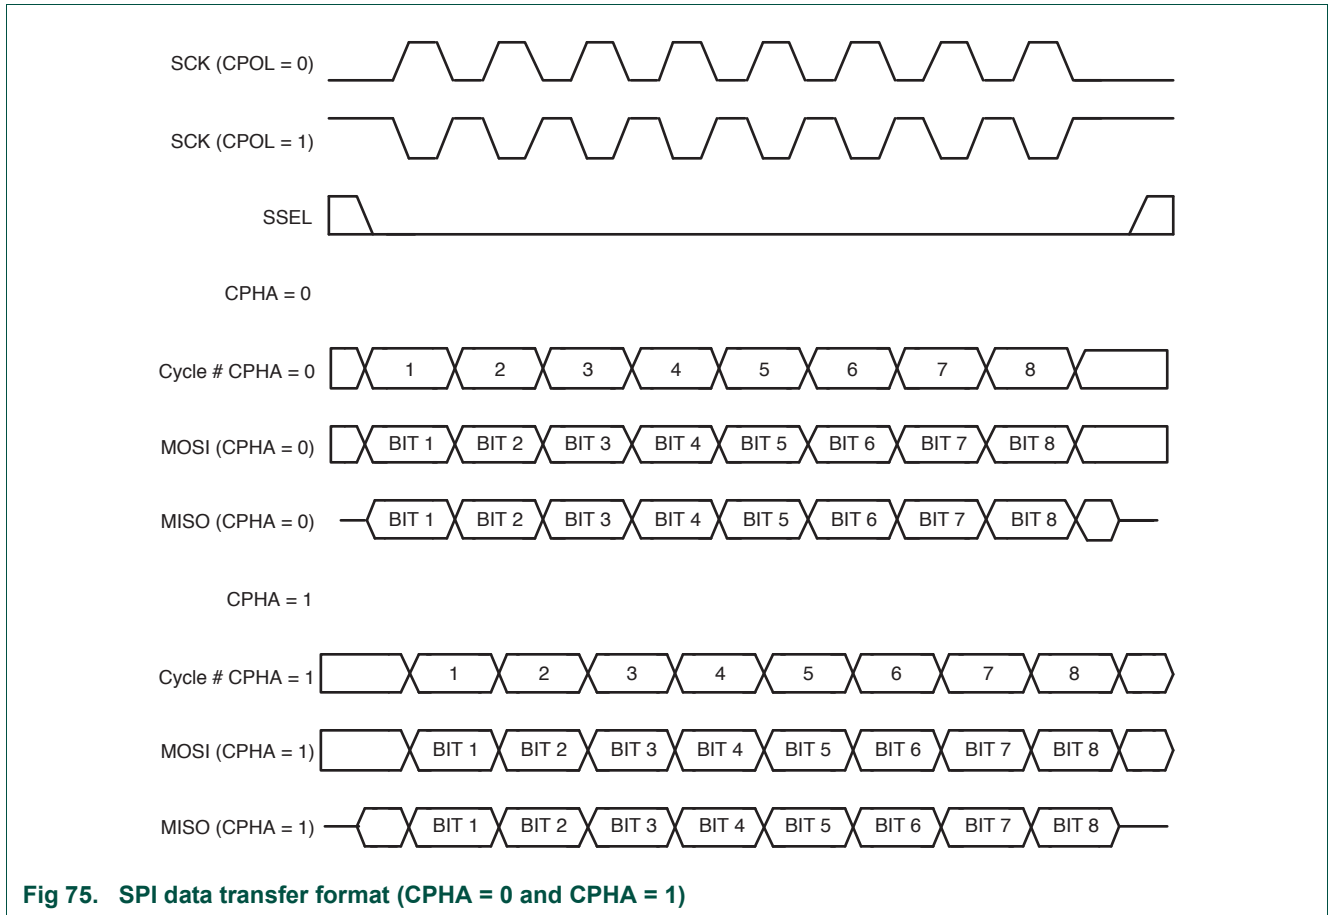 SCK (CPOL = 0)
SCK (CPOL = 1)
SSEL
CPHA = 0
Cycle # CPHA = 0 1 2 3 4 5 6 7 8
MOSI (CPHA = 0) BIT 1 BIT 2 BIT 3 BIT 4 BIT 5 BIT 6 BIT 7 BIT 8
MISO (CPHA = 0) BIT 1 BIT 2 BIT 3 BIT 4 BIT 5 BIT 6 BIT 7 BIT 8
CPHA = 1
Cycle # CPHA = 1 1 2 3 4 5 6 7 8
MOSI (CPHA = 1) BIT 1 BIT 2 BIT 3 BIT 4 BIT 5 BIT 6 BIT 7 BIT 8
MISO (CPHA = 1) BIT 1 BIT 2 BIT 3 BIT 4 BIT 5 BIT 6 BIT 7 BIT 8
Fig 75. SPI data transfer format (CPHA = 0 and CPHA = 1)